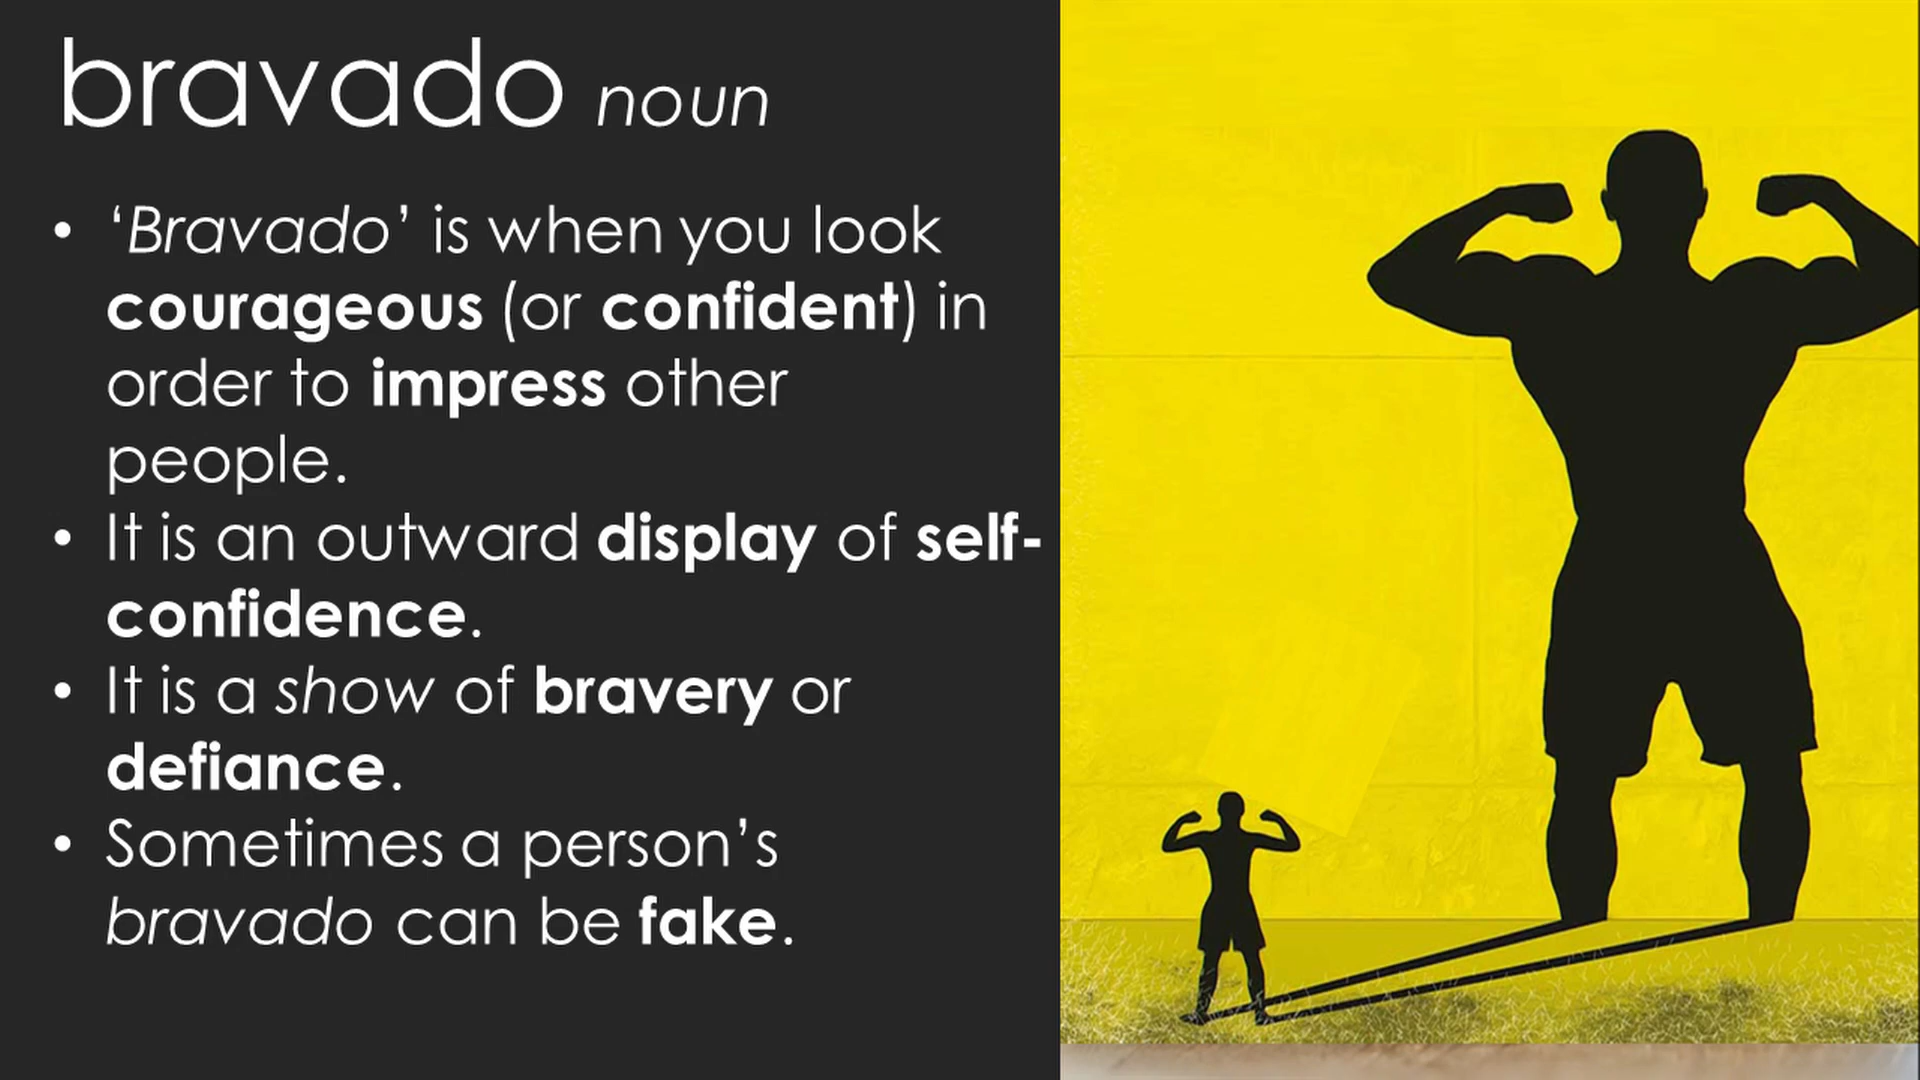 bravado noun
• ‘Bravado’ is when you look
courageous (or confident) in
order to impress other
people.
• It is an outward display of self-
confidence.
• It is a show of bravery or
defiance.
• Sometimes a person’s
bravado can be fake.